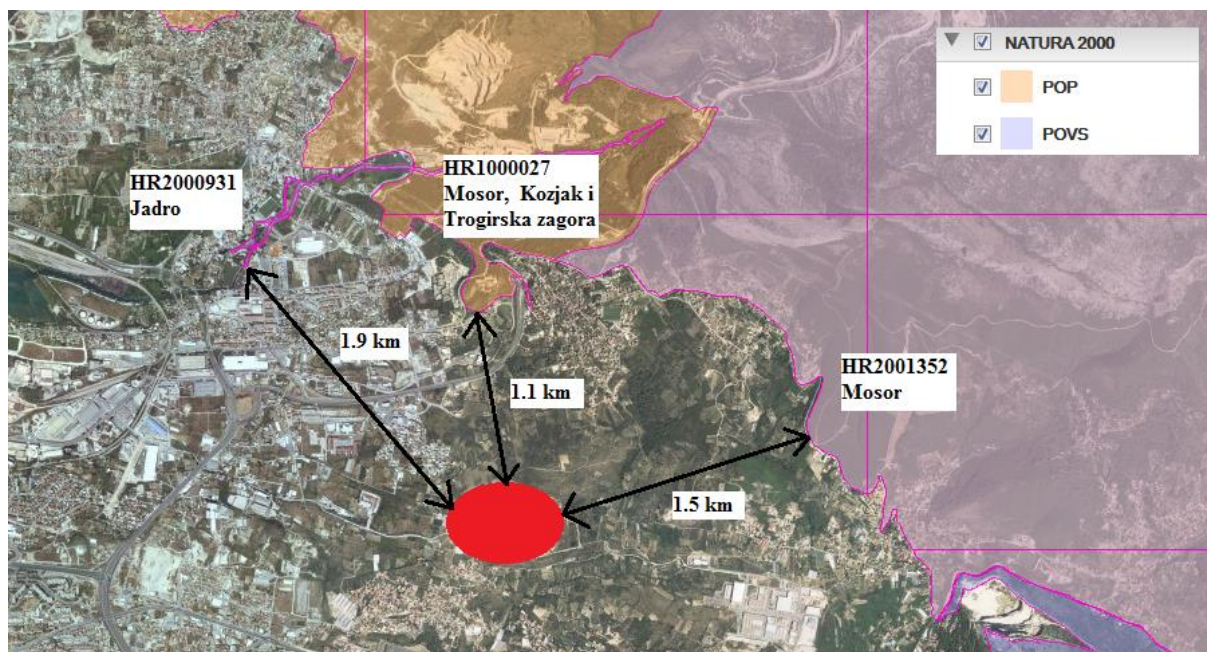 NATURA 2000
POP
POVS
HR2000931
Jadro
HR1000027
Mosor, Kozjak i
Trogirska zagora
1.9 km
1.1 km
HR2001352
Mosor
1.5 km